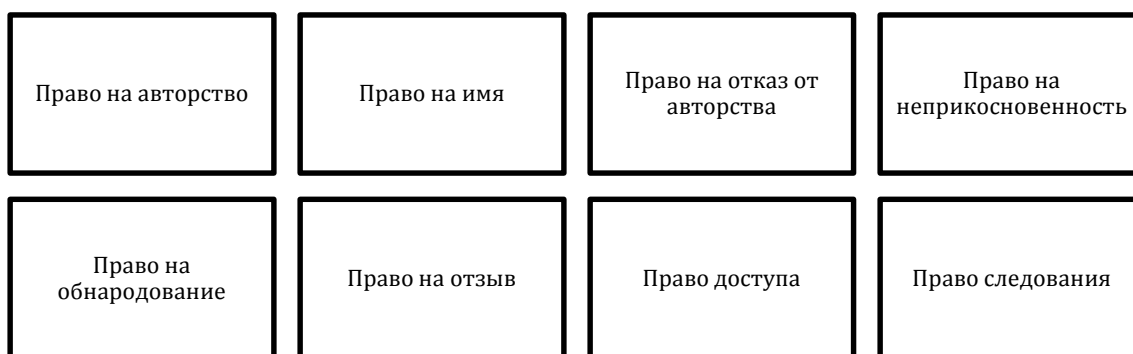 Право на авторство
Право на имя
Право на отказ от
авторства
Право на
неприкосновенность
Право на
обнародование
Право на отзыв
Право доступа
Право следования